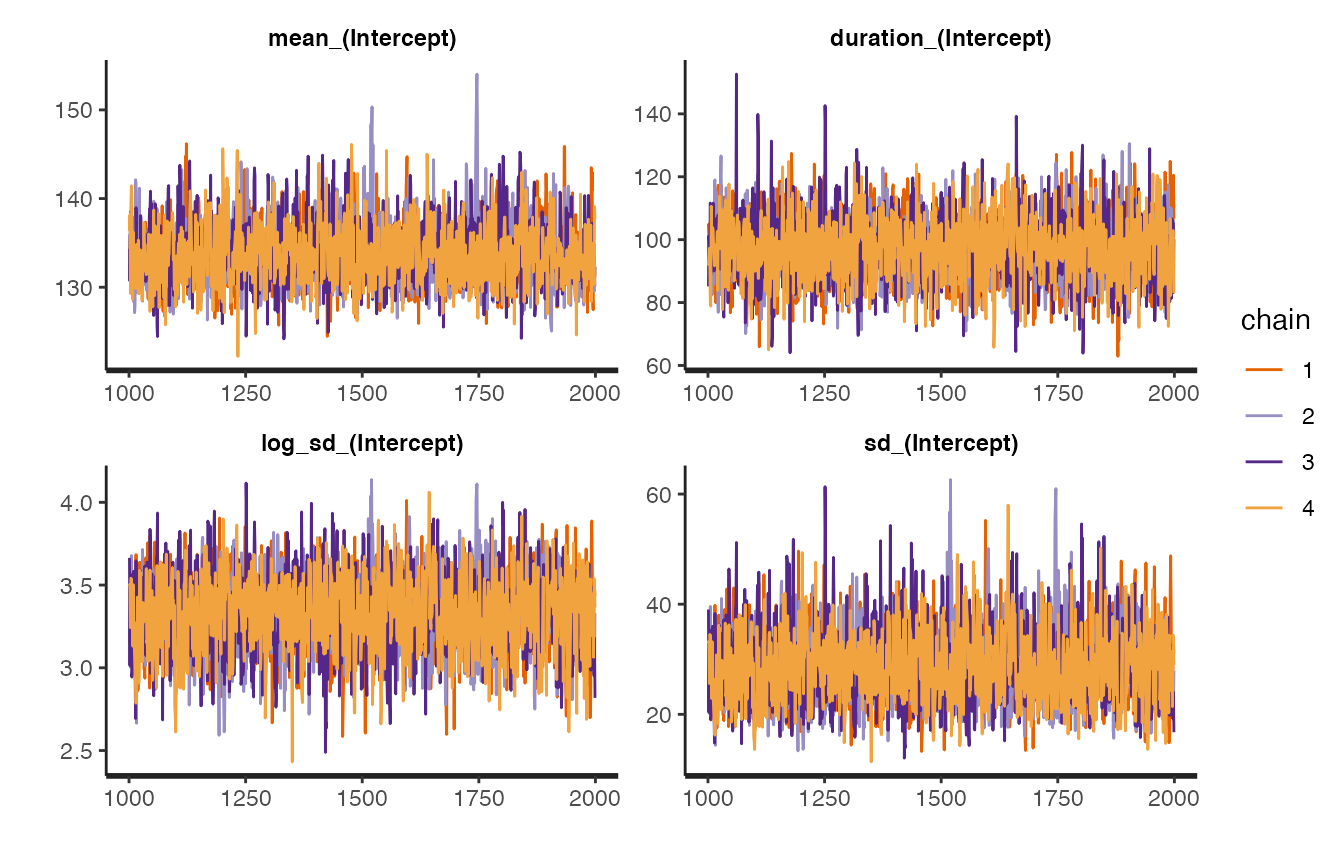 mean_(Intercept)
150
140
130
1000 1250 1500 1750 2000
duration_(Intercept)
140
120
100
80
60
1000 1250 1500 1750 2000
log_sd_(Intercept)
4.0
3.5
3.0
2.5
1000 1250 1500 1750 2000
sd_(Intercept)
60
40
20
1000 1250 1500 1750 2000
chain
1
2
3
4